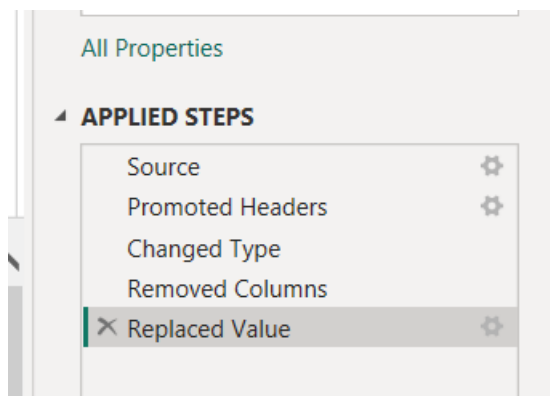 All Properties
APPLIED STEPS
Source
Promoted Headers
Changed Type
Removed Columns
Replaced Value